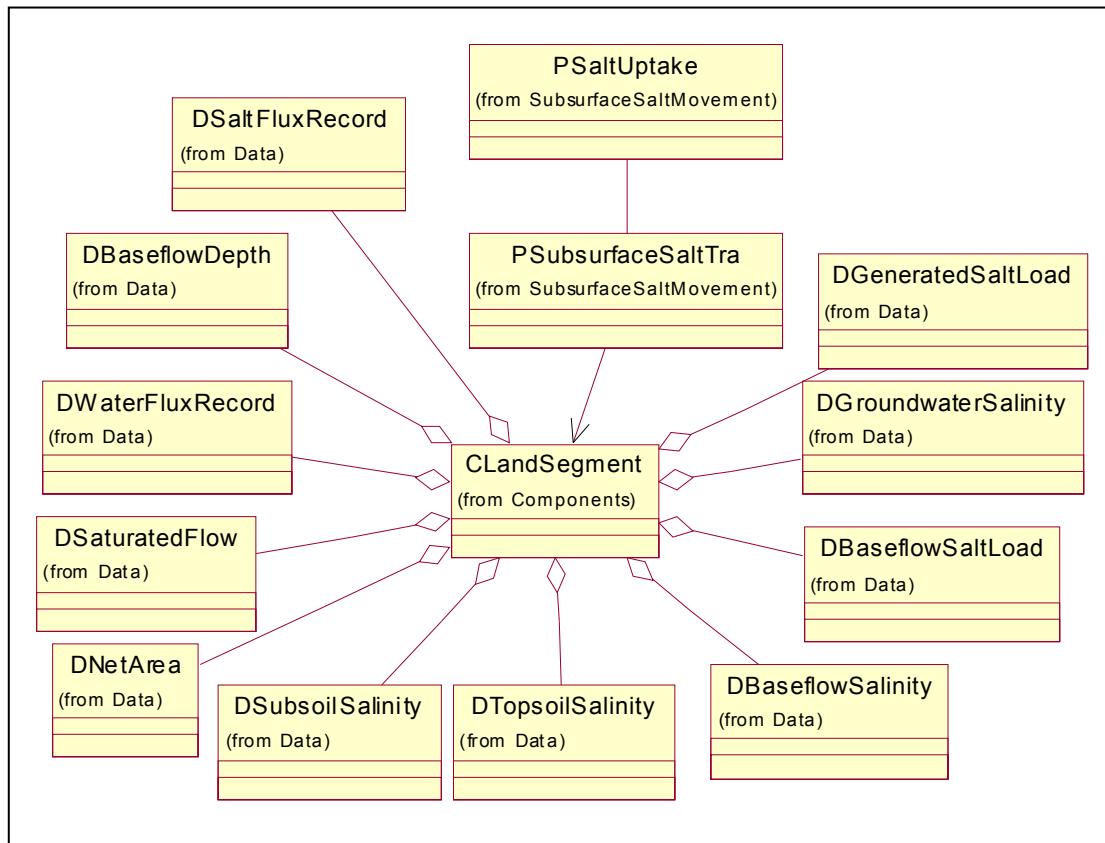 PSaltUptake
(from SubsurfaceSaltMovement)
DSaltFluxRecord
(from Data)
DBaseflowDepth
(from Data)
PSubsurfaceSaltTra
(from SubsurfaceSaltMovement)
DGeneratedSaltLoad
(from Data)
DWaterFluxRecord
(from Data)
DGroundwaterSalinity
(from Data)
CLandSegment
(from Components)
DSaturatedFlow
(from Data)
DBaseflowSaltLoad
(from Data)
DNetArea
(from Data)
DSubsoilSalinity
(from Data)
DTopsoilSalinity
(from Data)
DBaseflowSalinity
(from Data)